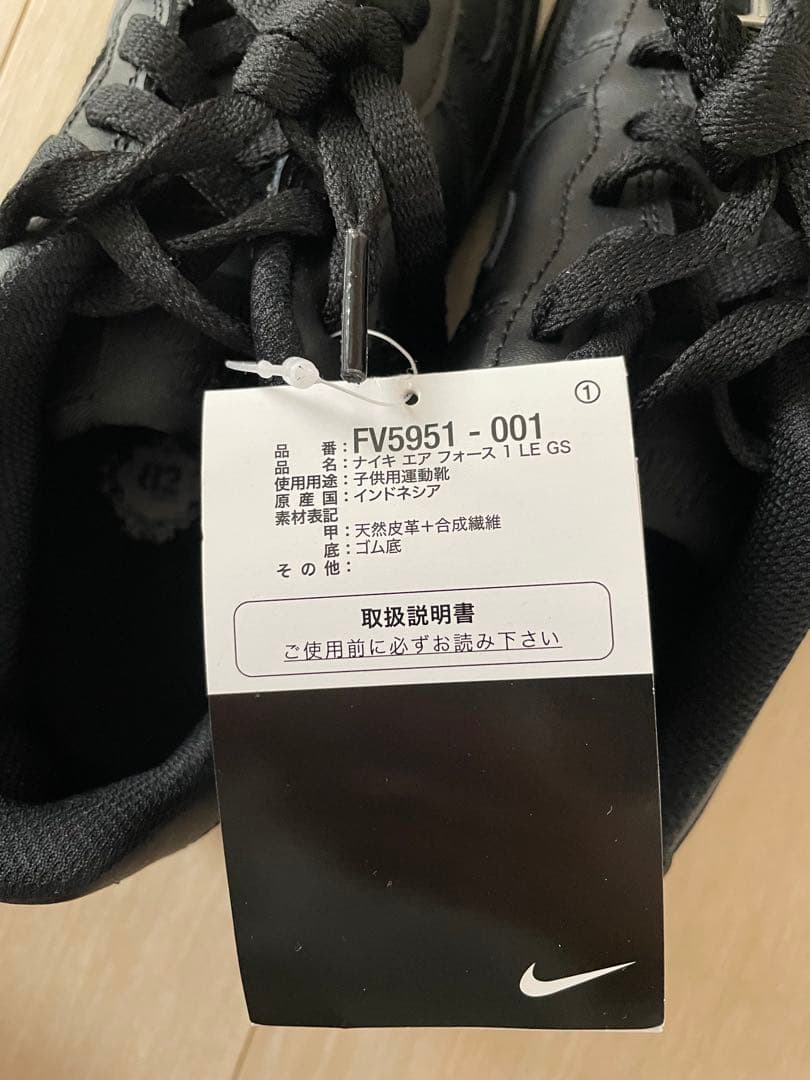 ①
品 番：FV5951 - 001
品 名：ナイキ エア フォース 1 LE GS
使用用途：子供用運動靴
原 産 国：インドネシア
素材表記
甲：天然皮革＋合成繊維
底：ゴム底
そ の 他：
取扱説明書
ご使用前に必ずお読み下さい